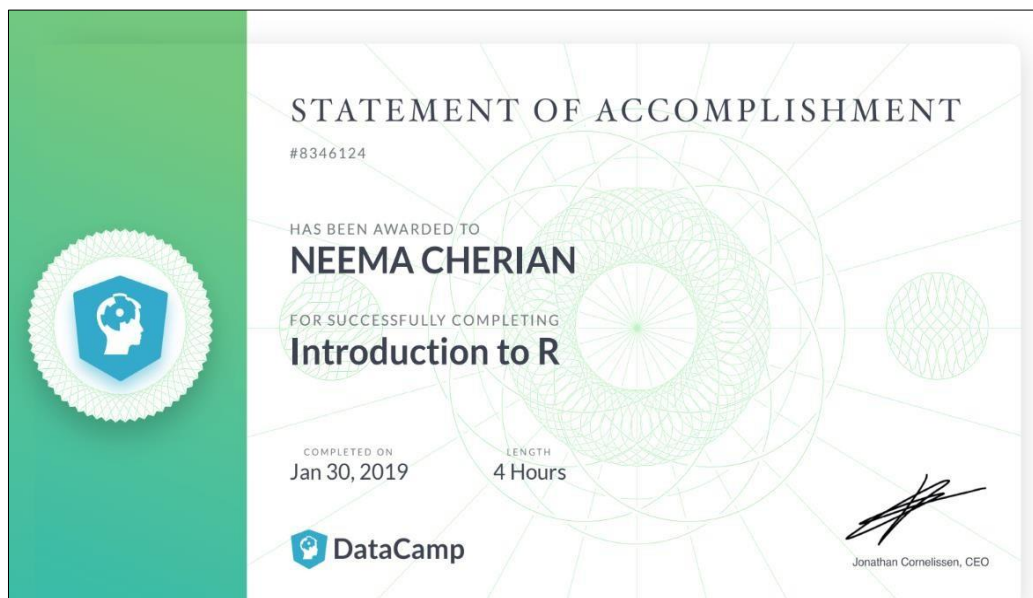 STATEMENT OF ACCOMPLISHMENT
#8346124
HAS BEEN AWARDED TO
NEEMA CHERIAN
FOR SUCCESSFULLY COMPLETING
Introduction to R
COMPLETED ON
Jan 30, 2019
LENGTH
4 Hours
DataCamp
Jonathan Cornelissen, CEO